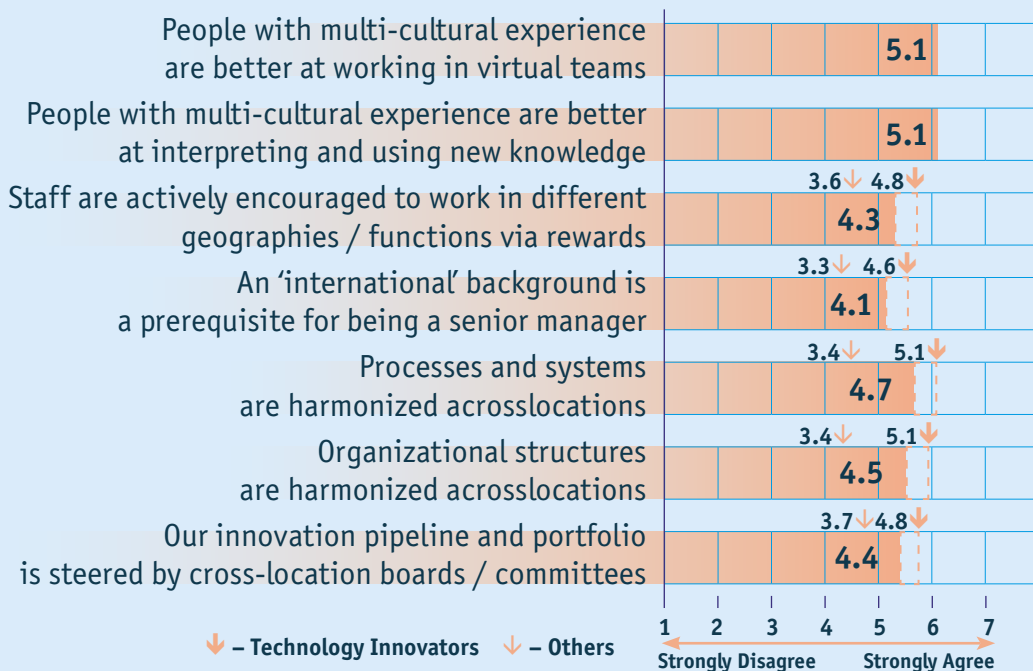 People with multi-cultural experience
are better at working in virtual teams
5.1
People with multi-cultural experience are better
at interpreting and using new knowledge
5.1
Staff are actively encouraged to work in different
geographies / functions via rewards
3.6 4.8
4.3
An ‘international’ background is
a prerequisite for being a senior manager
3.3 4.6
4.1
Processes and systems
are harmonized acrosslocations
3.4 5.1
4.7
Organizational structures
are harmonized acrosslocations
3.4 5.1
4.5
Our innovation pipeline and portfolio
is steered by cross-location boards / committees
3.7 4.8
4.4
1 2 3 4 5 6 7
Strongly Disagree Strongly Agree
– Technology Innovators – Others